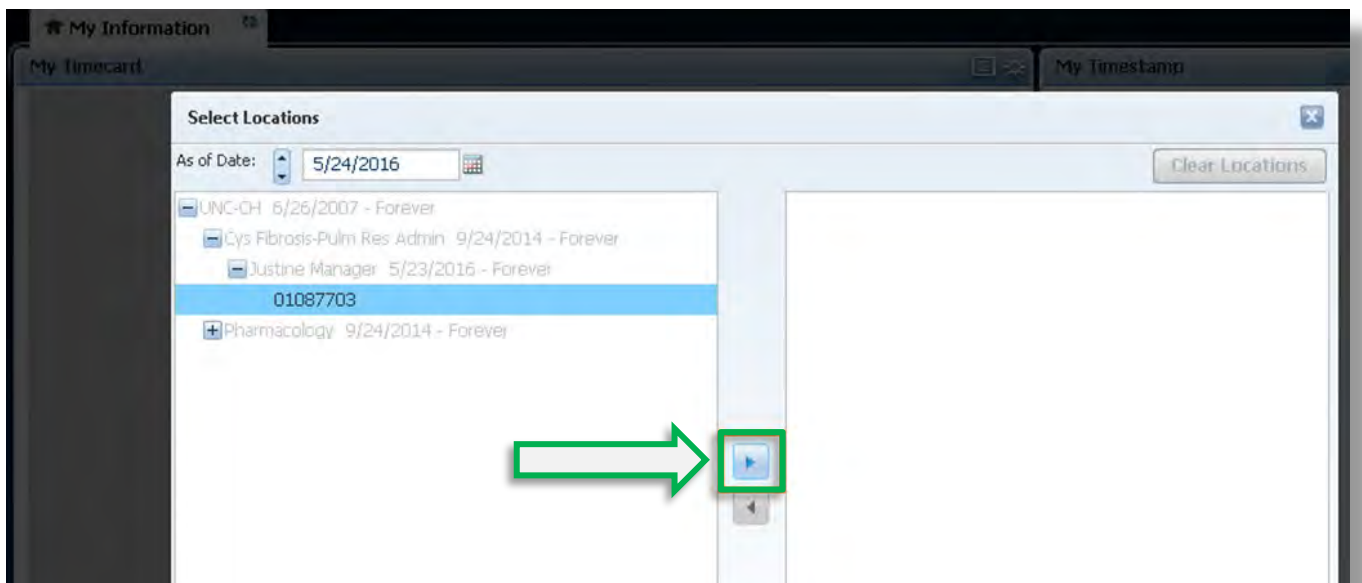 My Information
My Timecard
My Timestamp
Select Locations
As of Date: 5/24/2016
Clear Locations
UNC-CH 6/26/2007 - Forever
Cys Fibrosis-Pulm Res Admin 9/24/2014 - Forever
Justine Manager 5/23/2016 - Forever
01087703
Pharmacology 9/24/2014 - Forever